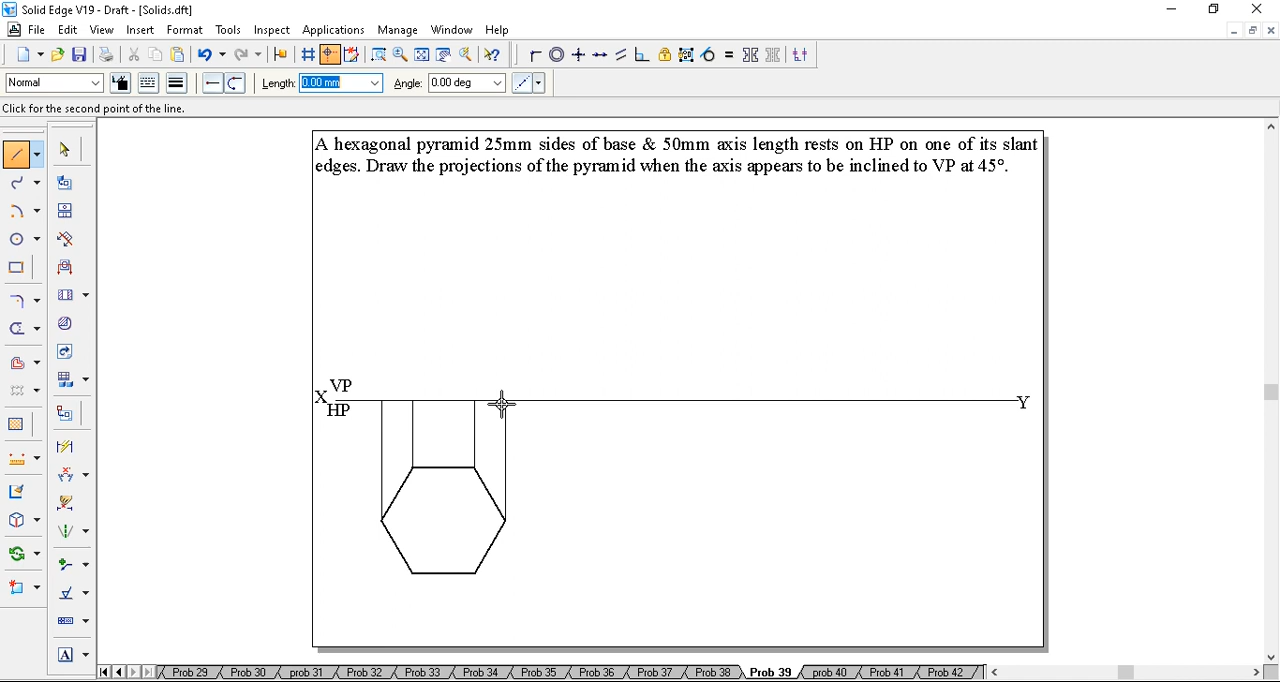 Solid Edge V19 - Draft - [Solids.dft]
File Edit View Insert Format Tools Inspect Applications Manage Window Help
Normal Length: 0.00 mm Angle: 0.00 deg
Click for the second point of the line.
A hexagonal pyramid 25mm sides of base & 50mm axis length rests on HP on one of its slant
edges. Draw the projections of the pyramid when the axis appears to be inclined to VP at 45°.
VP
X Y
HP
A
Prob 29 Prob 30 prob 31 Prob 32 Prob 33 Prob 34 Prob 35 Prob 36 Prob 37 Prob 38 Prob 39 prob 40 Prob 41 Prob 42